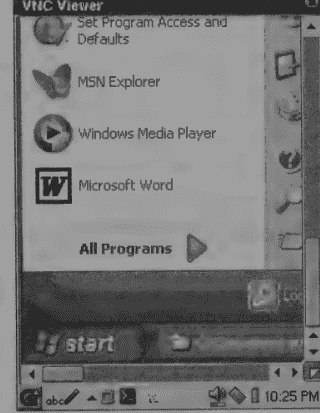 VNC Viewer
Set Program Access and
Defaults
MSN Explorer
Windows Media Player
W Microsoft Word
All Programs
start
abc
10:25 PM